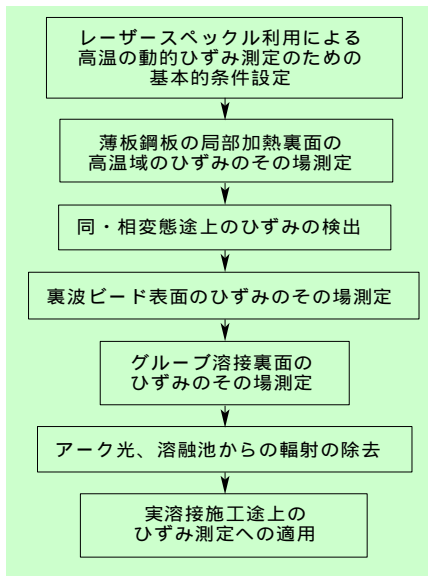 レーザースペックル利用による
高温の動的ひずみ測定のための
基本的条件設定
薄板鋼板の局部加熱裏面の
高温域のひずみのその場測定
同・相変態途上のひずみの検出
裏波ビード表面のひずみのその場測定
グルーブ溶接裏面の
ひずみのその場測定
アーク光、溶融池からの輻射の除去
実溶接施工途上の
ひずみ測定への適用